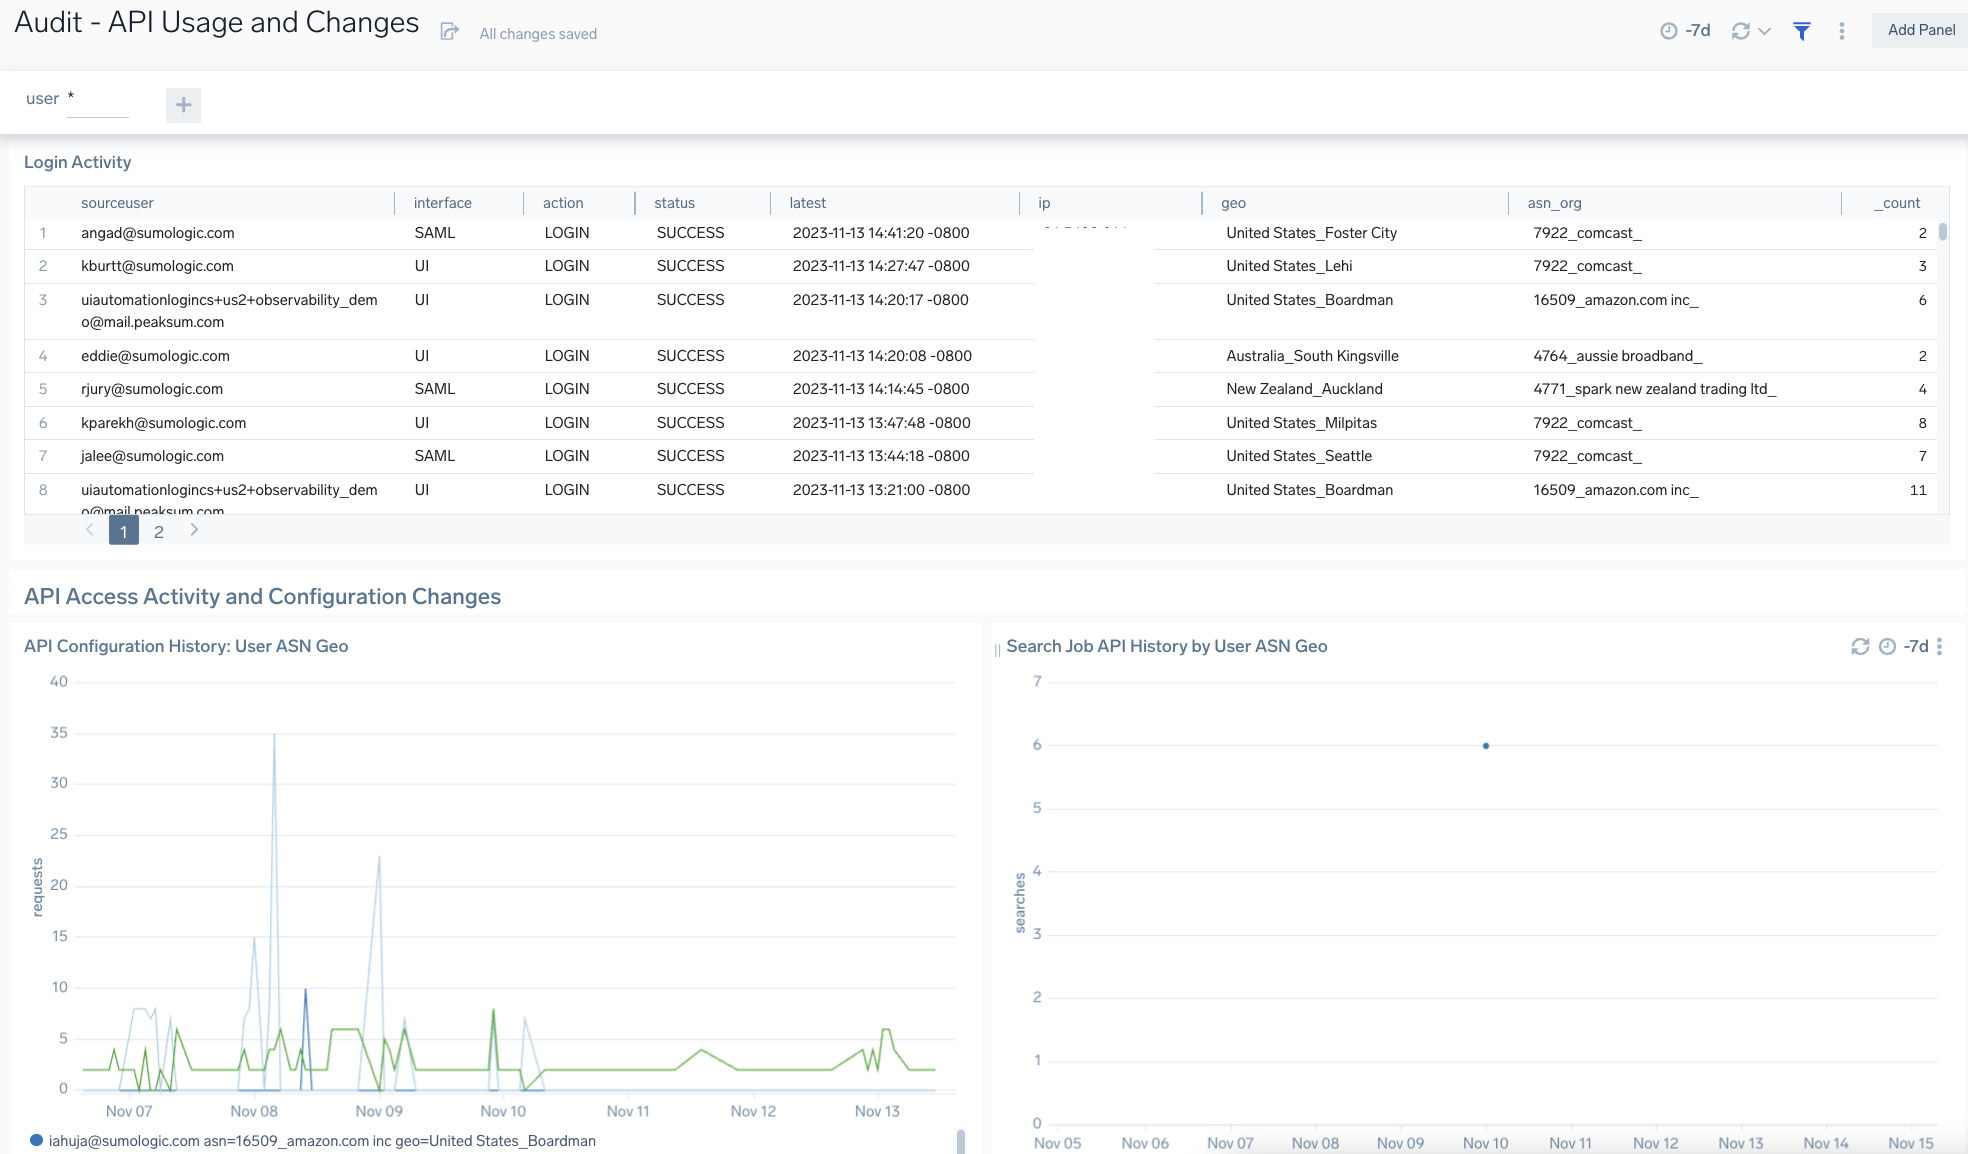 Audit - API Usage and Changes
All changes saved
-7d
Add Panel
user *
Login Activity
sourceuser interface action status latest ip geo asn_org _count
1 angad@sumologic.com SAML LOGIN SUCCESS 2023-11-13 14:41:20 -0800 United States_Foster City 7922_comcast_ 2
2 kburtt@sumologic.com UI LOGIN SUCCESS 2023-11-13 14:27:47 -0800 United States_Lehi 7922_comcast_ 3
3 uiautomationlogincs+us2+observability_dem UI LOGIN SUCCESS 2023-11-13 14:20:17 -0800 United States_Boardman 16509_amazon.com inc_ 6
o@mail.peaksum.com
4 eddie@sumologic.com UI LOGIN SUCCESS 2023-11-13 14:20:08 -0800 Australia_South Kingsville 4764_aussie broadband_ 2
5 rjury@sumologic.com SAML LOGIN SUCCESS 2023-11-13 14:14:45 -0800 New Zealand_Auckland 4771_spark new zealand trading ltd_ 4
6 kparekh@sumologic.com UI LOGIN SUCCESS 2023-11-13 13:47:48 -0800 United States_Milpitas 7922_comcast_ 8
7 jalee@sumologic.com SAML LOGIN SUCCESS 2023-11-13 13:44:18 -0800 United States_Seattle 7922_comcast_ 7
8 uiautomationlogincs+us2+observability_dem UI LOGIN SUCCESS 2023-11-13 13:21:00 -0800 United States_Boardman 16509_amazon.com inc_ 11
o@mail.peaksum.com
1 2
API Access Activity and Configuration Changes
API Configuration History: User ASN Geo
40
35
30
25
20
15
10
5
0
requests
Nov 07 Nov 08 Nov 09 Nov 10 Nov 11 Nov 12 Nov 13
iahuja@sumologic.com asn=16509_amazon.com inc geo=United States_Boardman
Search Job API History by User ASN Geo
-7d
7
6
5
4
3
2
1
0
searches
Nov 05 Nov 06 Nov 07 Nov 08 Nov 09 Nov 10 Nov 11 Nov 12 Nov 13 Nov 14 Nov 15